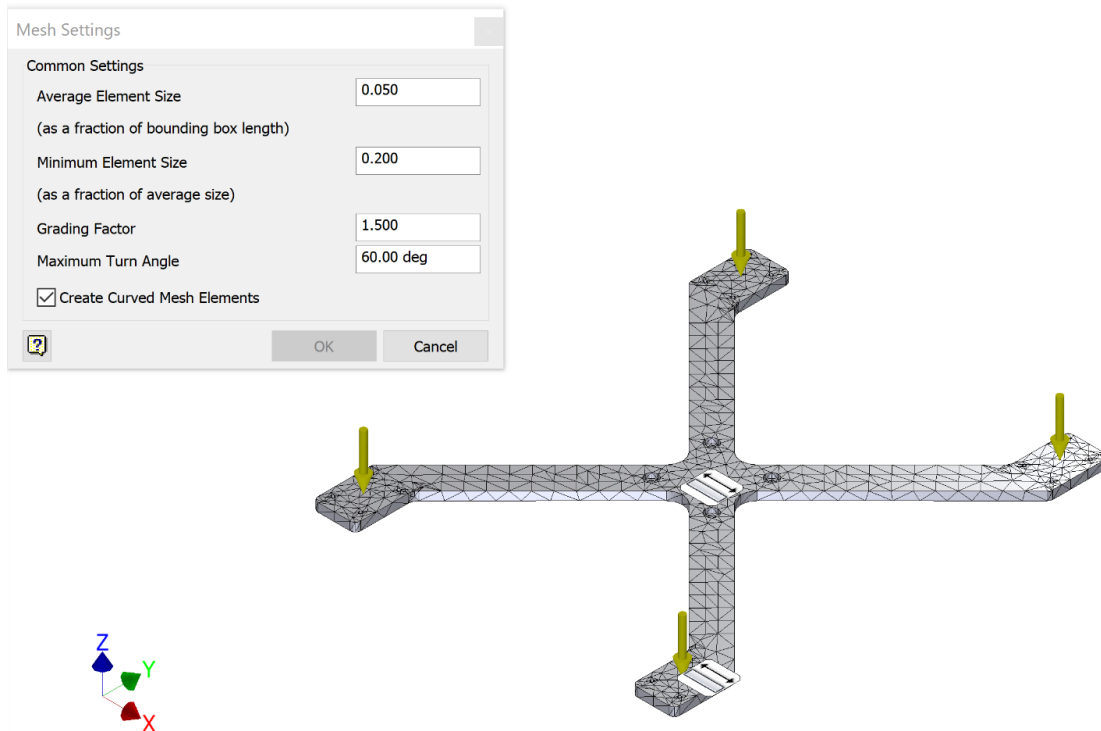 Mesh Settings
Common Settings
Average Element Size 0.050
(as a fraction of bounding box length)
Minimum Element Size 0.200
(as a fraction of average size)
Grading Factor 1.500
Maximum Turn Angle 60.00 deg
Create Curved Mesh Elements
? OK Cancel
Z
Y
X